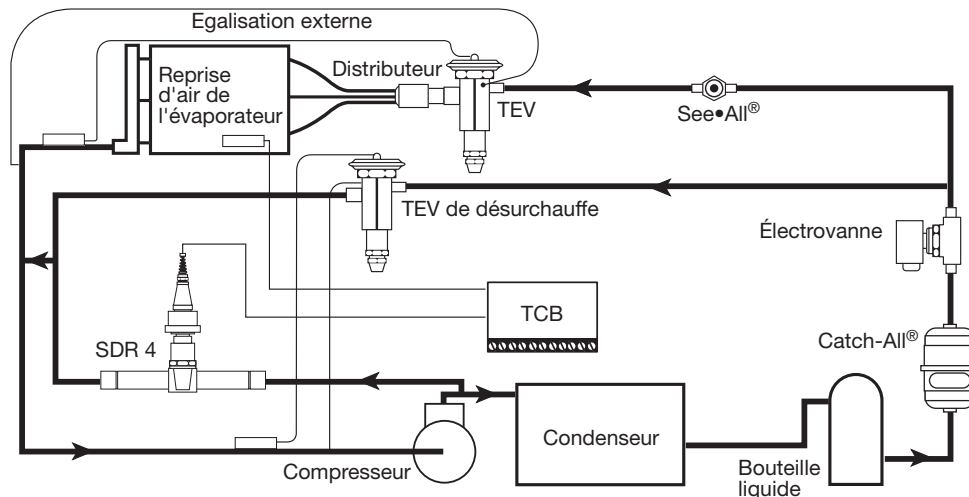 Egalisation externe
Reprise
d'air de
l'évaporateur
Distributeur
TEV
See•All®
TEV de désurchauffe
Électrovanne
TCB
SDR 4
Catch-All®
Condenseur
Compresseur
Bouteille
liquide